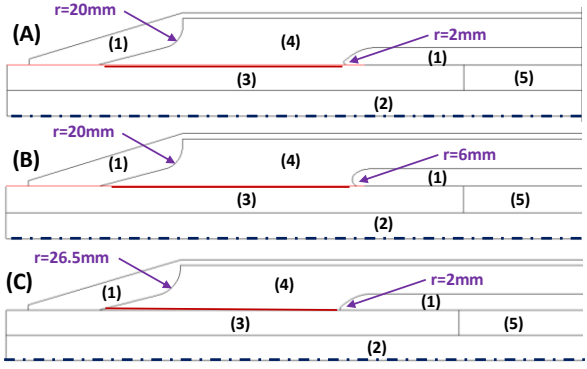 r=20mm
(A)
(1)
(4)
r=2mm
(1)
(3)
(5)
(2)
r=20mm
(B)
(1)
(4)
r=6mm
(1)
(3)
(5)
(2)
r=26.5mm
(C)
(1)
(4)
r=2mm
(1)
(3)
(5)
(2)